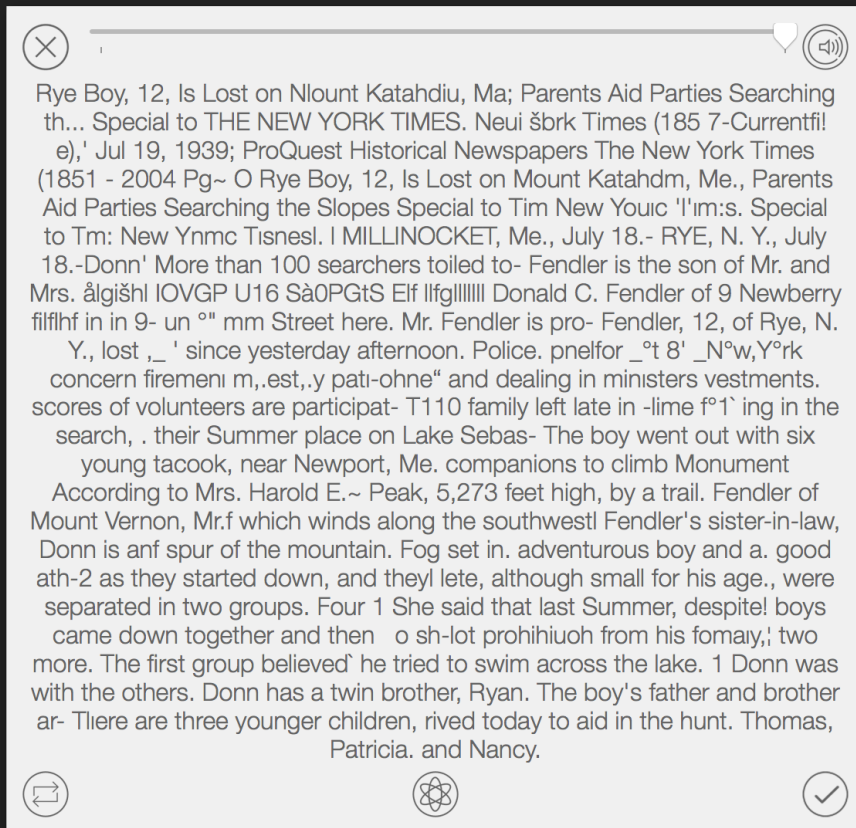 Rye Boy, 12, Is Lost on Nlount Katahdiu, Ma; Parents Aid Parties Searching
th... Special to THE NEW YORK TIMES. Neui šbrk Times (185 7-Currentfi!
e),' Jul 19, 1939; ProQuest Historical Newspapers The New York Times
(1851 - 2004 Pg~ O Rye Boy, 12, Is Lost on Mount Katahdm, Me., Parents
Aid Parties Searching the Slopes Special to Tim New Youıc 'I'ım:s. Special
to Tm: New Ynmc Tısnesl. I MILLINOCKET, Me., July 18.- RYE, N. Y., July
18.-Donn' More than 100 searchers toiled to- Fendler is the son of Mr. and
Mrs. ålgišhl IOVGP U16 Sà0PGtS Elf llfglllllll Donald C. Fendler of 9 Newberry
filflhf in in 9- un °" mm Street here. Mr. Fendler is pro- Fendler, 12, of Rye, N.
Y., lost ,_ ' since yesterday afternoon. Police. pnelfor _°t 8' _N°w,Y°rk
concern firemenı m,.est,.y patı-ohne“ and dealing in ministers vestments.
scores of volunteers are participat- T110 family left late in -lime f°1` ing in the
search, . their Summer place on Lake Sebas- The boy went out with six
young tacook, near Newport, Me. companions to climb Monument
According to Mrs. Harold E.~ Peak, 5,273 feet high, by a trail. Fendler of
Mount Vernon, Mr.f which winds along the southwestl Fendler's sister-in-law,
Donn is anf spur of the mountain. Fog set in. adventurous boy and a. good
ath-2 as they started down, and theyl lete, although small for his age., were
separated in two groups. Four 1 She said that last Summer, despite! boys
came down together and then o sh-lot prohihiuoh from his fomaıy,¦ two
more. The first group believed` he tried to swim across the lake. 1 Donn was
with the others. Donn has a twin brother, Ryan. The boy's father and brother
ar- Tlıere are three younger children, rived today to aid in the hunt. Thomas,
Patricia. and Nancy.